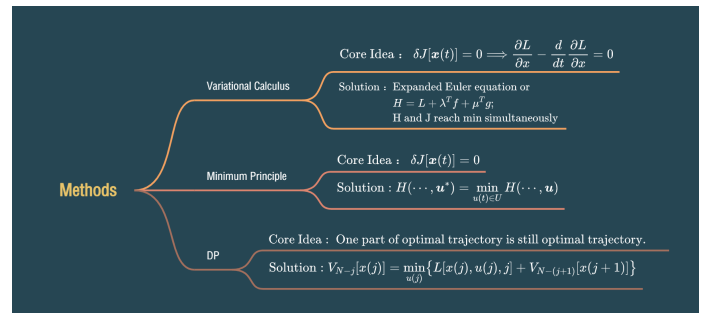 Core Idea : δJ[x(t)] = 0 ⟹ ∂L/∂x − d/dt ∂L/∂x = 0
Variational Calculus
Solution : Expanded Euler equation or
H = L + λᵀf + μᵀg;
H and J reach min simultaneously
Methods
Minimum Principle
Core Idea : δJ[x(t)] = 0
Solution : H(⋯, u*) = min_{u(t)∈U} H(⋯, u)
DP
Core Idea : One part of optimal trajectory is still optimal trajectory.
Solution : V_{N−j}[x(j)] = min_{u(j)} {L[x(j), u(j), j] + V_{N−(j+1)}[x(j + 1)]}